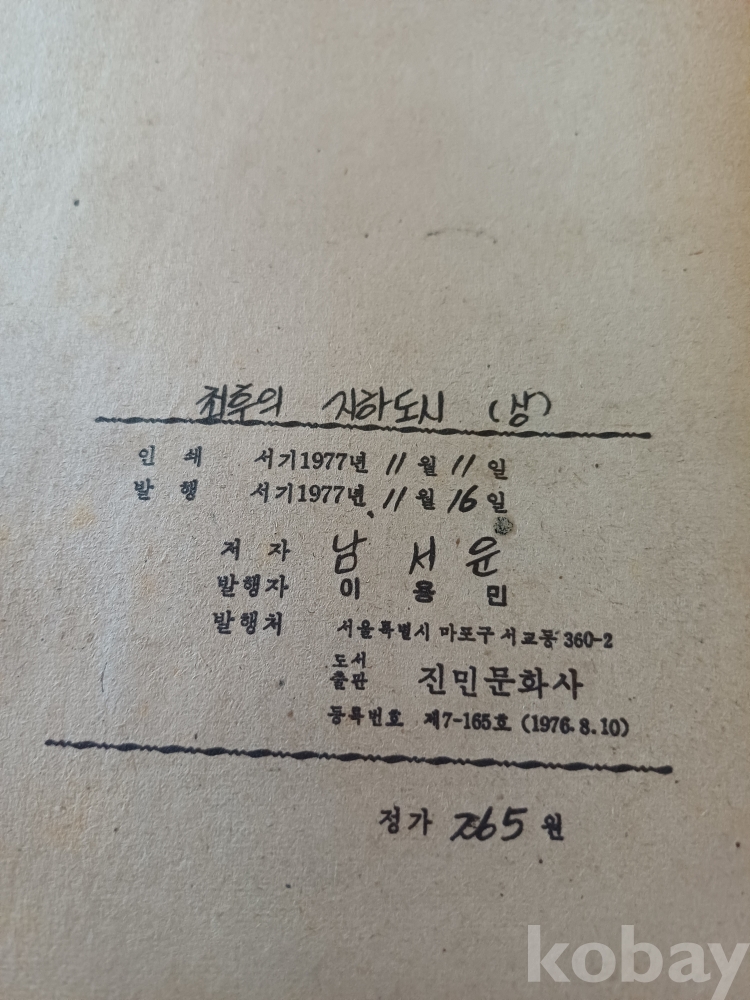 최후의 지하도시 (상)
인 쇄 서기1977년 11월 11일
발 행 서기1977년 11월 16일
저 자 남 서 윤
발행자 이 용 민
발행처 서울특별시 마포구 서교동 360-2
도서
출판 진민문화사
등록번호 제7-165호 (1976.8.10)
정가 265원
kobay